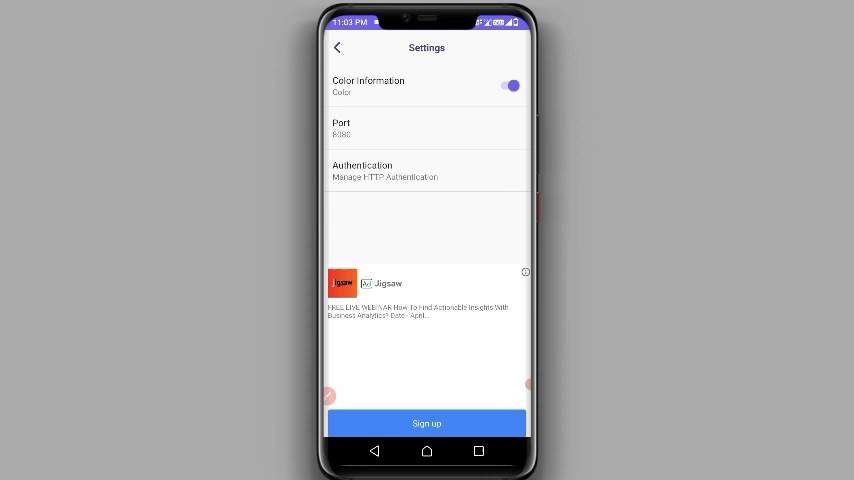 11:03 PM
Settings
Color Information
Color
Port
8080
Authentication
Manage HTTP Authentication
Jigsaw
Ad Jigsaw
FREE LIVE WEBINAR How To Find Actionable Insights With
Business Analytics? Date - April...
Sign up